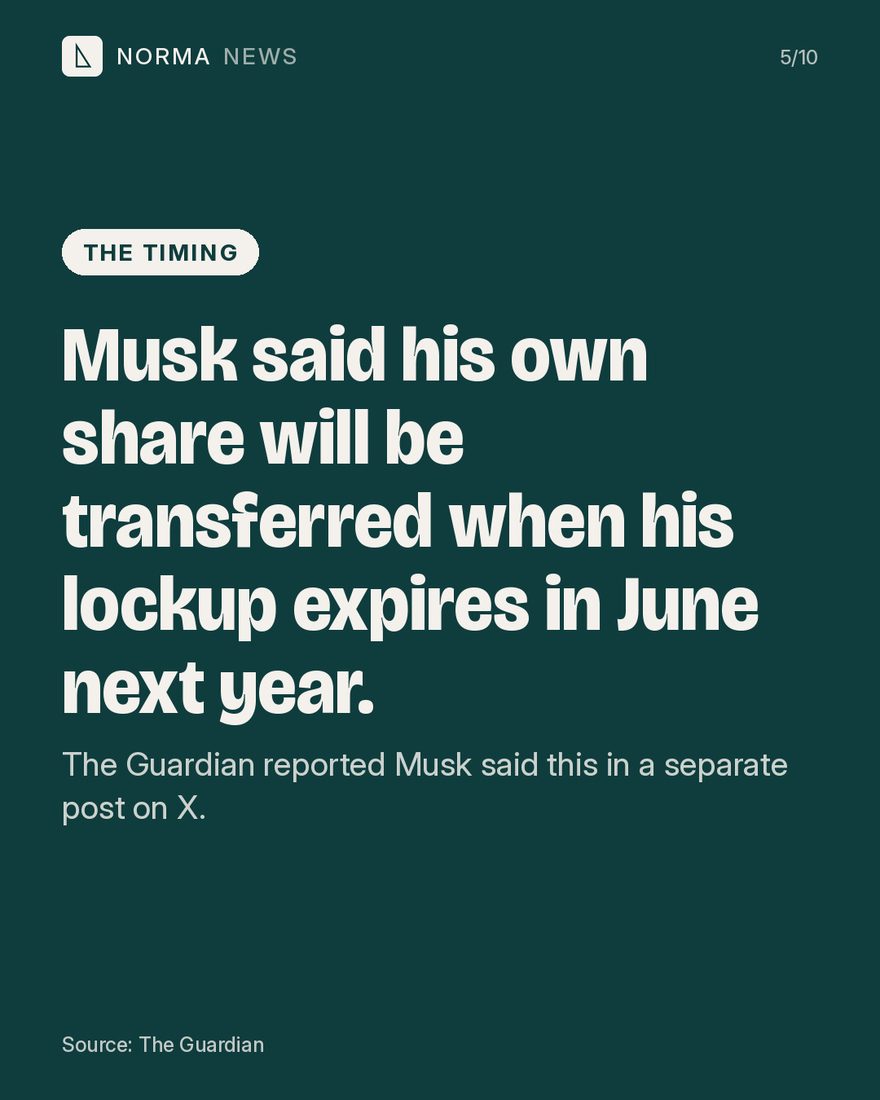 NORMA NEWS
5/10
THE TIMING
Musk said his own
share will be
transferred when his
lockup expires in June
next year.
The Guardian reported Musk said this in a separate
post on X.
Source: The Guardian